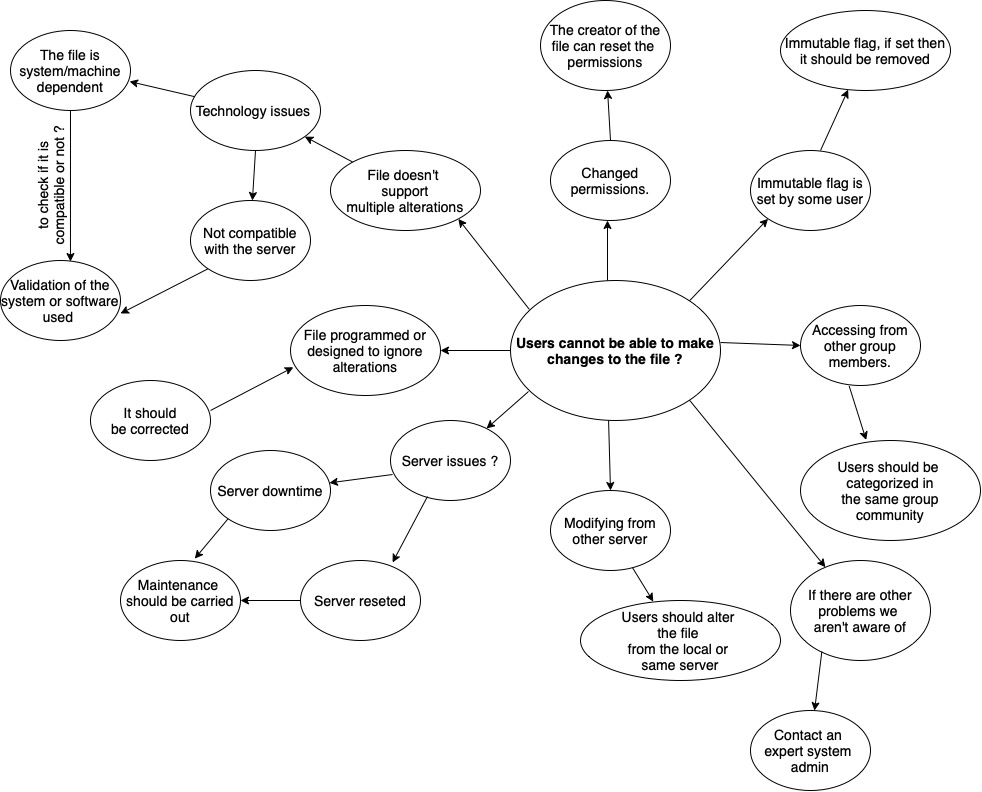 The creator of the
file can reset the
permissions
Immutable flag, if set then
it should be removed
The file is
system/machine
dependent
Technology issues
to check if it is
compatible or not ?
File doesn't
support
multiple alterations
Changed
permissions.
Immutable flag is
set by some user
Not compatible
with the server
Validation of the
system or software
used
File programmed or
designed to ignore
alterations
Users cannot be able to make
changes to the file ?
Accessing from
other group
members.
It should
be corrected
Server issues ?
Users should be
categorized in
the same group
community
Server downtime
Modifying from
other server
Maintenance
should be carried
out
Server reseted
If there are other
problems we
aren't aware of
Users should alter
the file
from the local or
same server
Contact an
expert system
admin